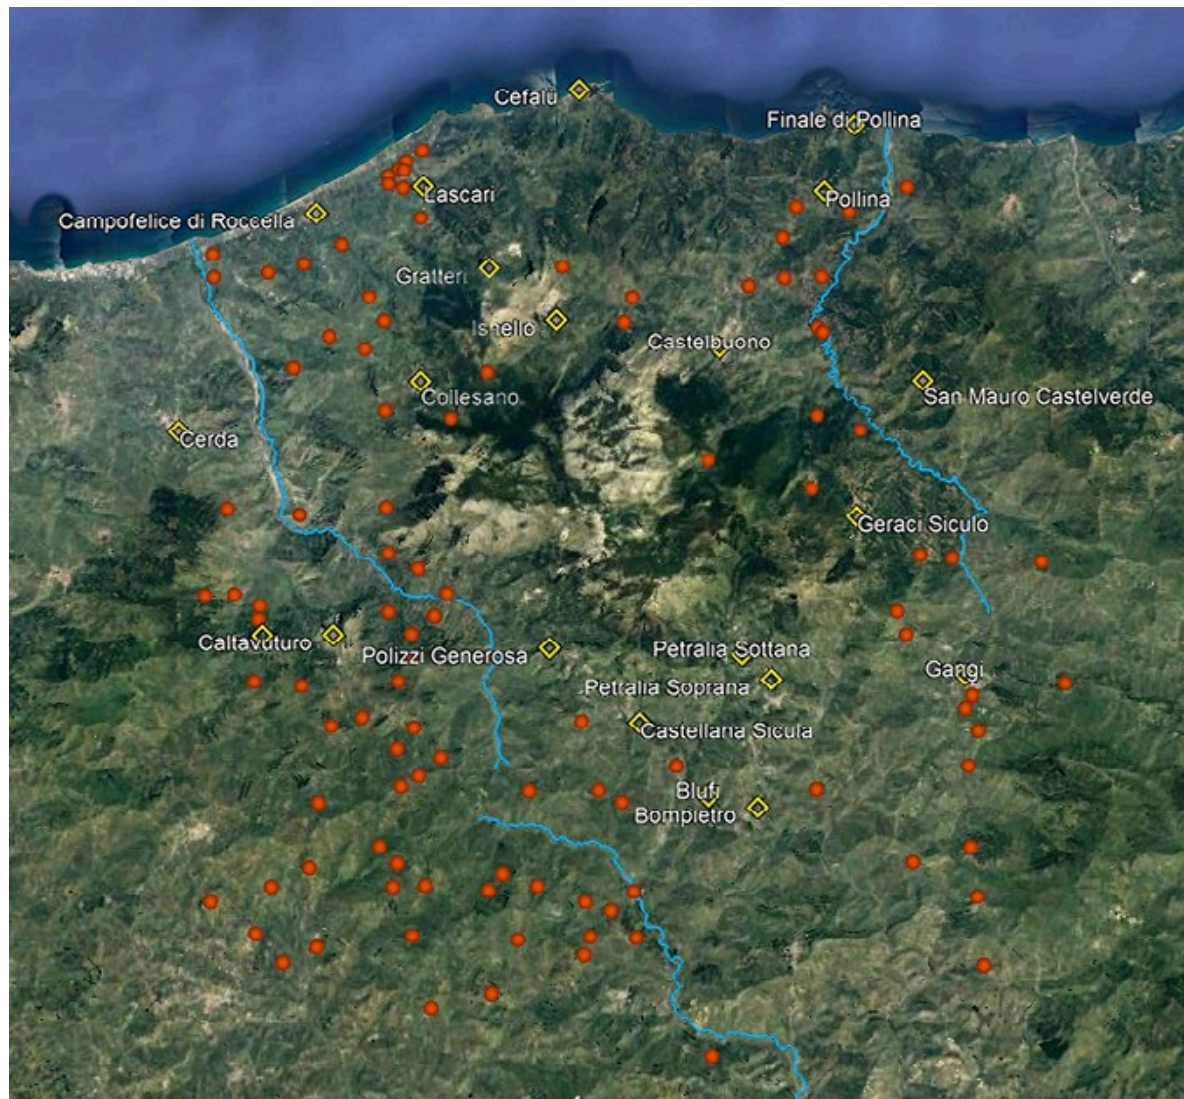 Cefalù
Finale di Pollina
Lascari
Pollina
Campofelice di Roccella
Gratteri
Isnello
Castelbuono
Collesano
San Mauro Castelverde
Cerda
Geraci Siculo
Caltavuturo
Polizzi Generosa
Petralia Sottana
Gangi
Petralia Soprana
Castellana Sicula
Blufi
Bompietro